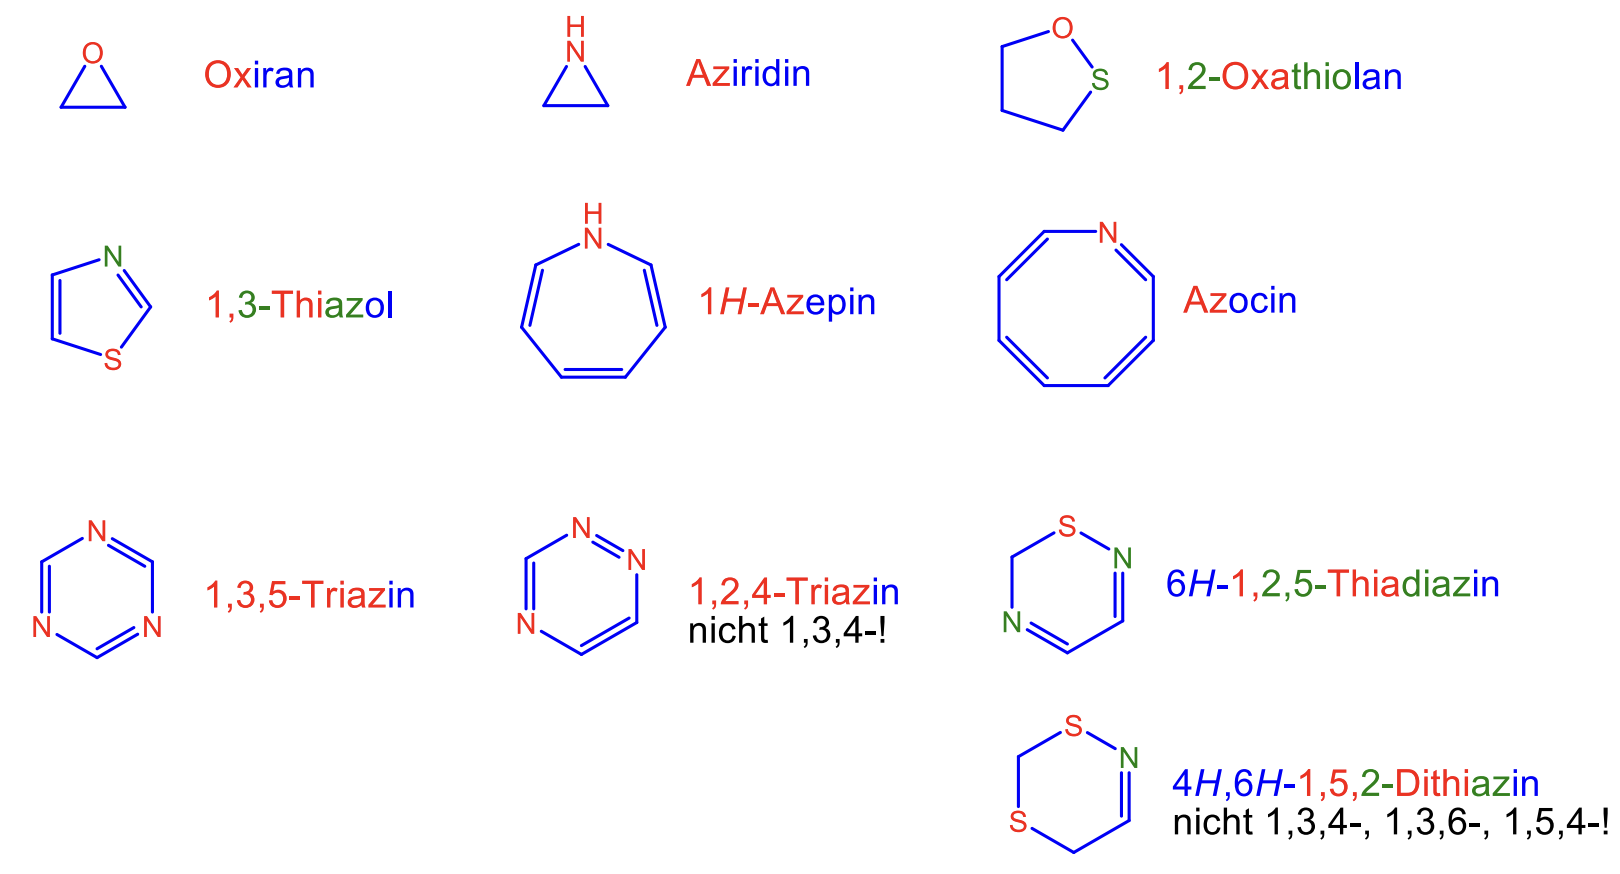 O
Oxiran
H
N
Aziridin
O
S
1,2-Oxathiolan
N
S
1,3-Thiazol
H
N
1H-Azepin
N
Azocin
N
N
N
1,3,5-Triazin
N
N
N
1,2,4-Triazin
nicht 1,3,4-!
S
N
N
6H-1,2,5-Thiadiazin
S
N
S
4H,6H-1,5,2-Dithiazin
nicht 1,3,4-, 1,3,6-, 1,5,4-!